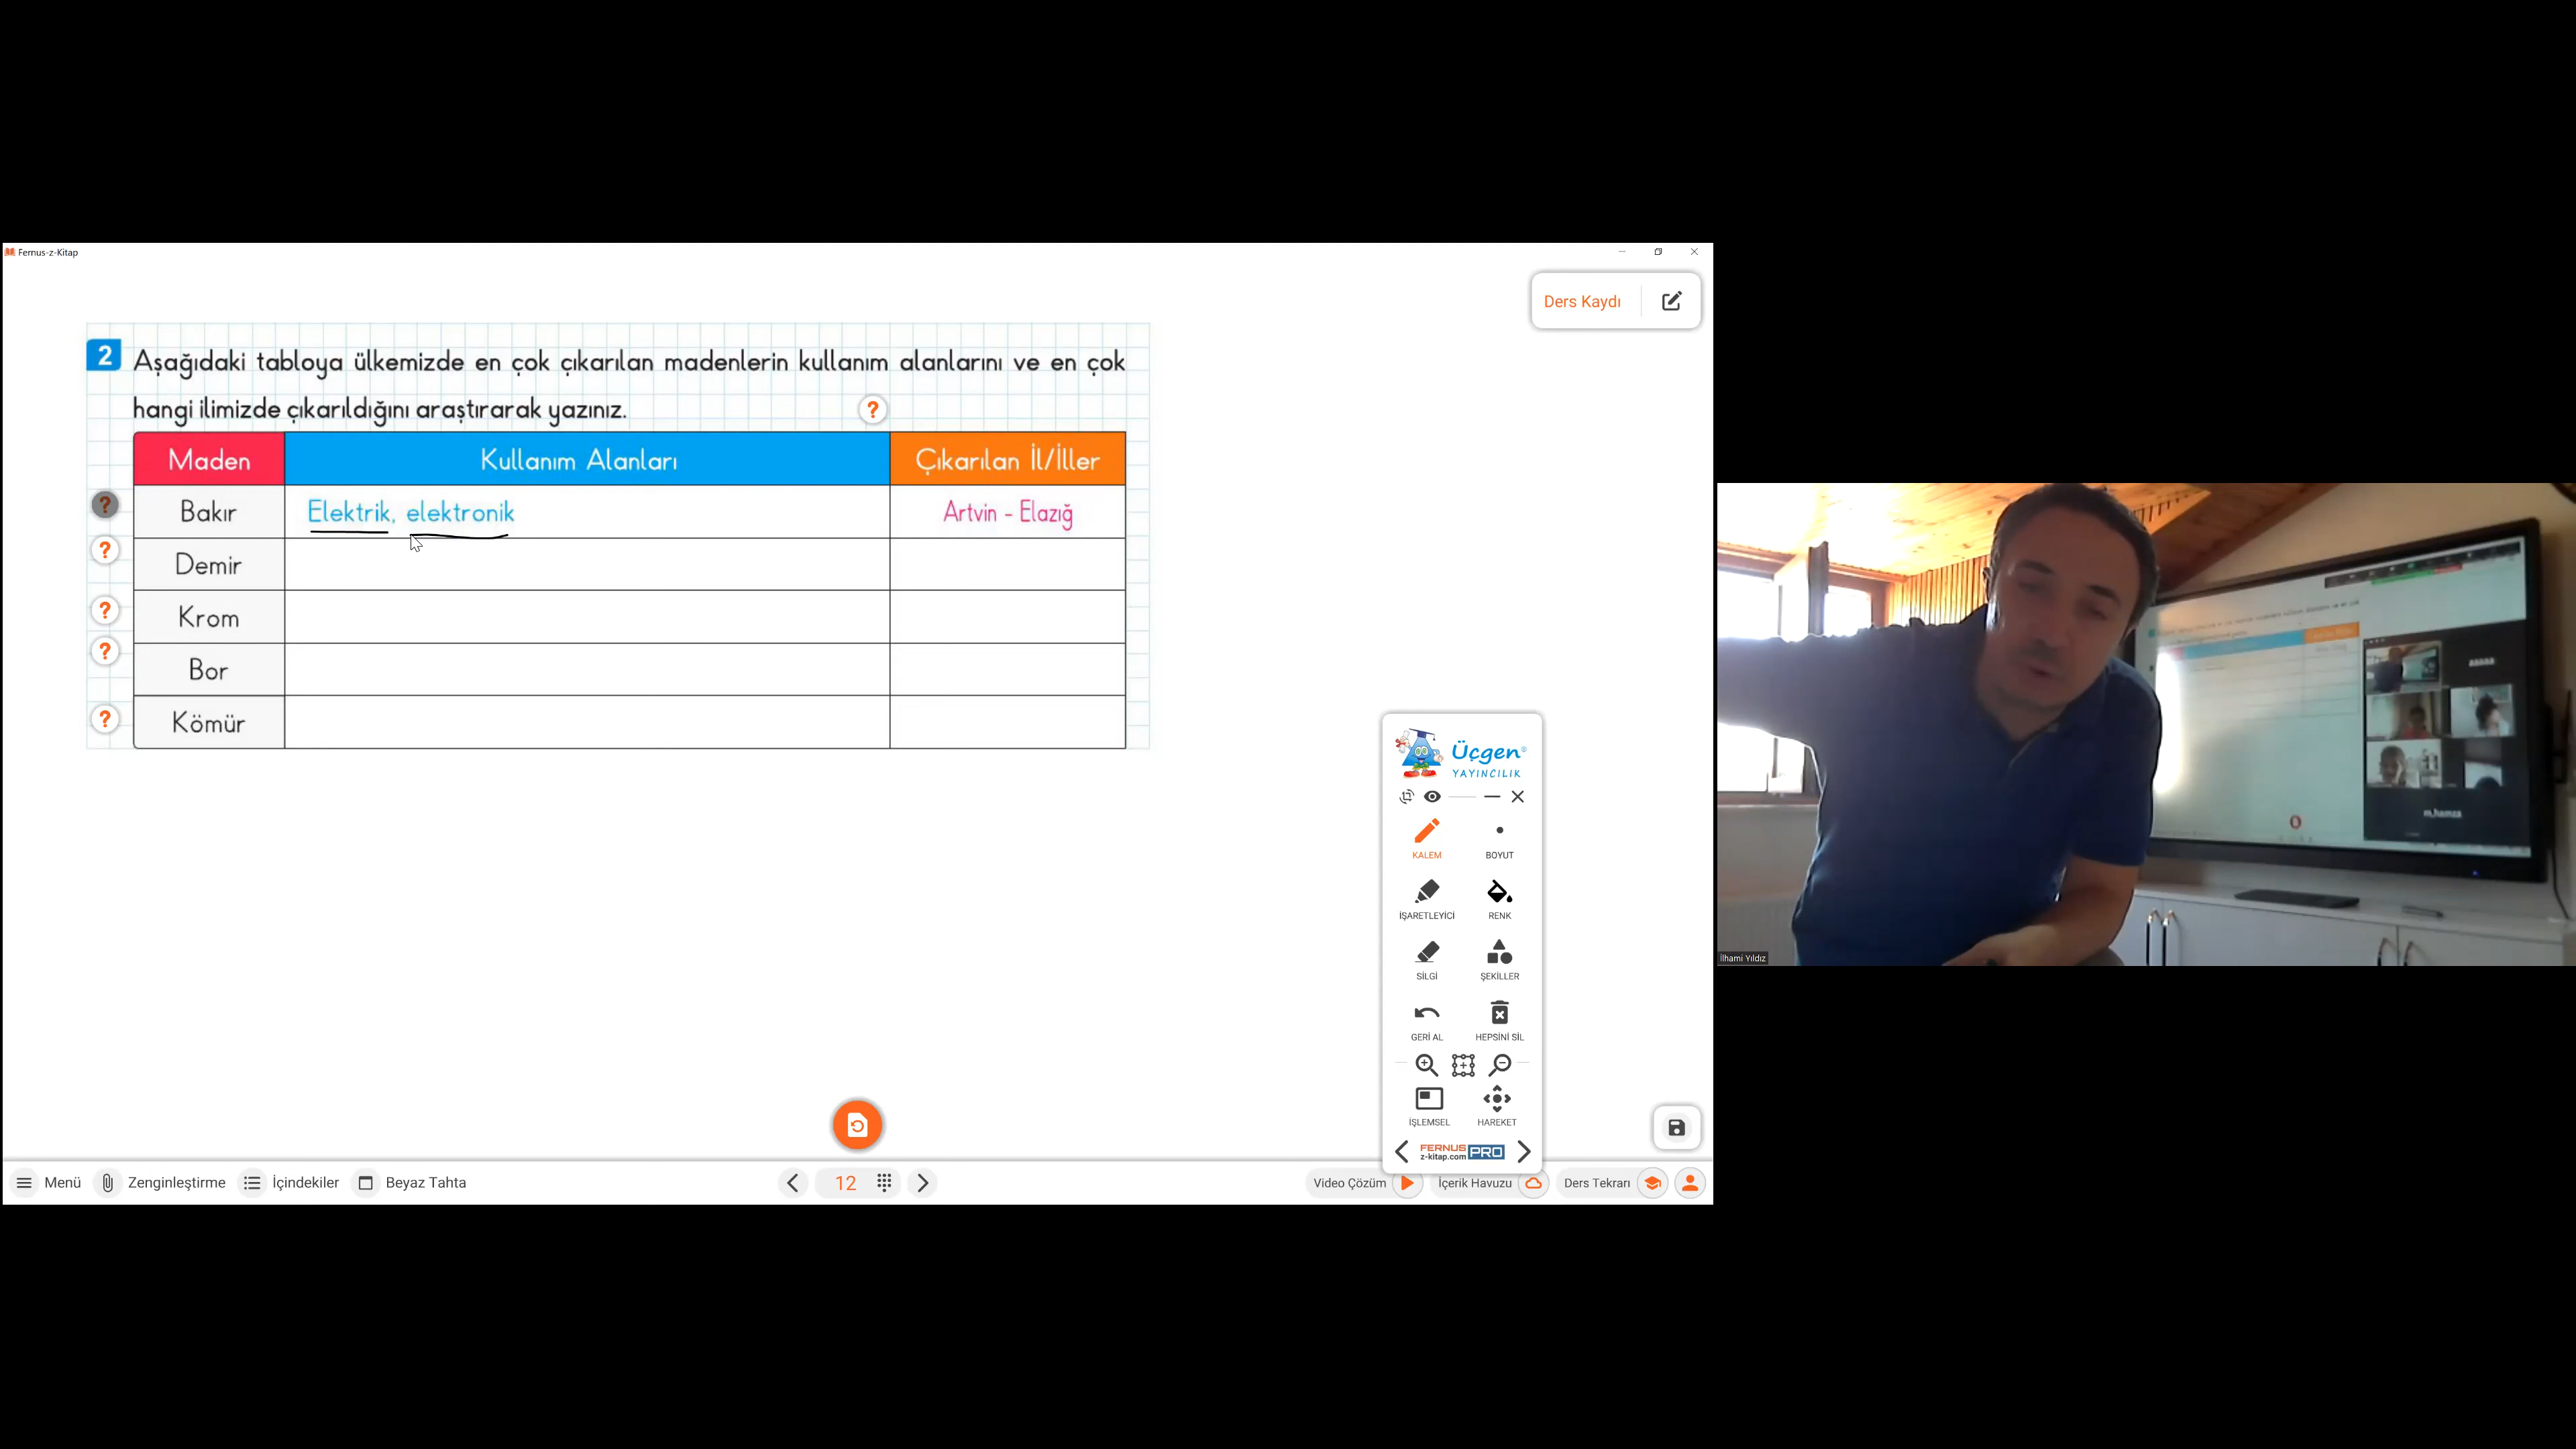 Fernus-z-Kitap
Ders Kaydı
2 Aşağıdaki tabloya ülkemizde en çok çıkarılan madenlerin kullanım alanlarını ve en çok
hangi ilimizde çıkarıldığını araştırarak yazınız.
?
Maden Kullanım Alanları Çıkarılan İl/İller
? Bakır Elektrik, elektronik Artvin - Elazığ
? Demir
? Krom
? Bor
? Kömür
Üçgen
YAYINCILIK
KALEM BOYUT
İŞARETLEYİCİ RENK
SİLGİ ŞEKİLLER
GERİ AL HEPSİNİ SİL
İŞLEMSEL HAREKET
FERNUS PRO
z-kitap.com
Menü Zenginleştirme İçindekiler Beyaz Tahta 12 Video Çözüm İçerik Havuzu Ders Tekrarı
aaaaa
m,hamza
İlhami Yıldız